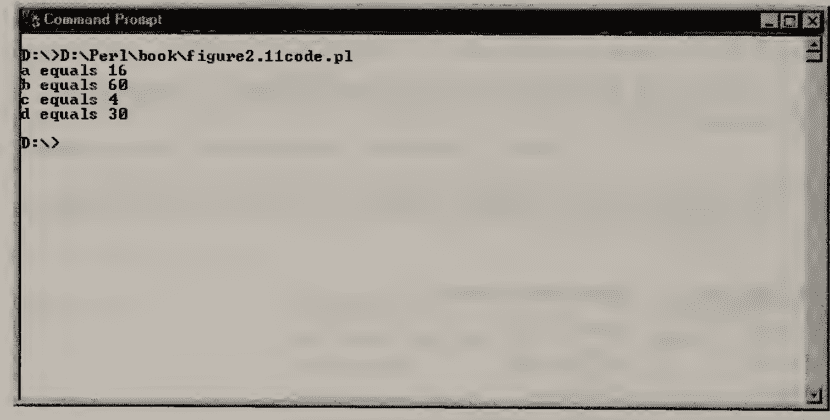 Command Prompt
D:\>D:\Perl\book\figure2.11code.pl
a equals 16
b equals 60
c equals 4
d equals 30
D:\>